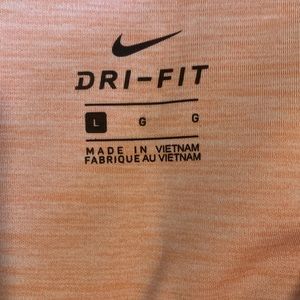 DRI-FIT
L G G
MADE IN VIETNAM
FABRIQUE AU VIETNAM